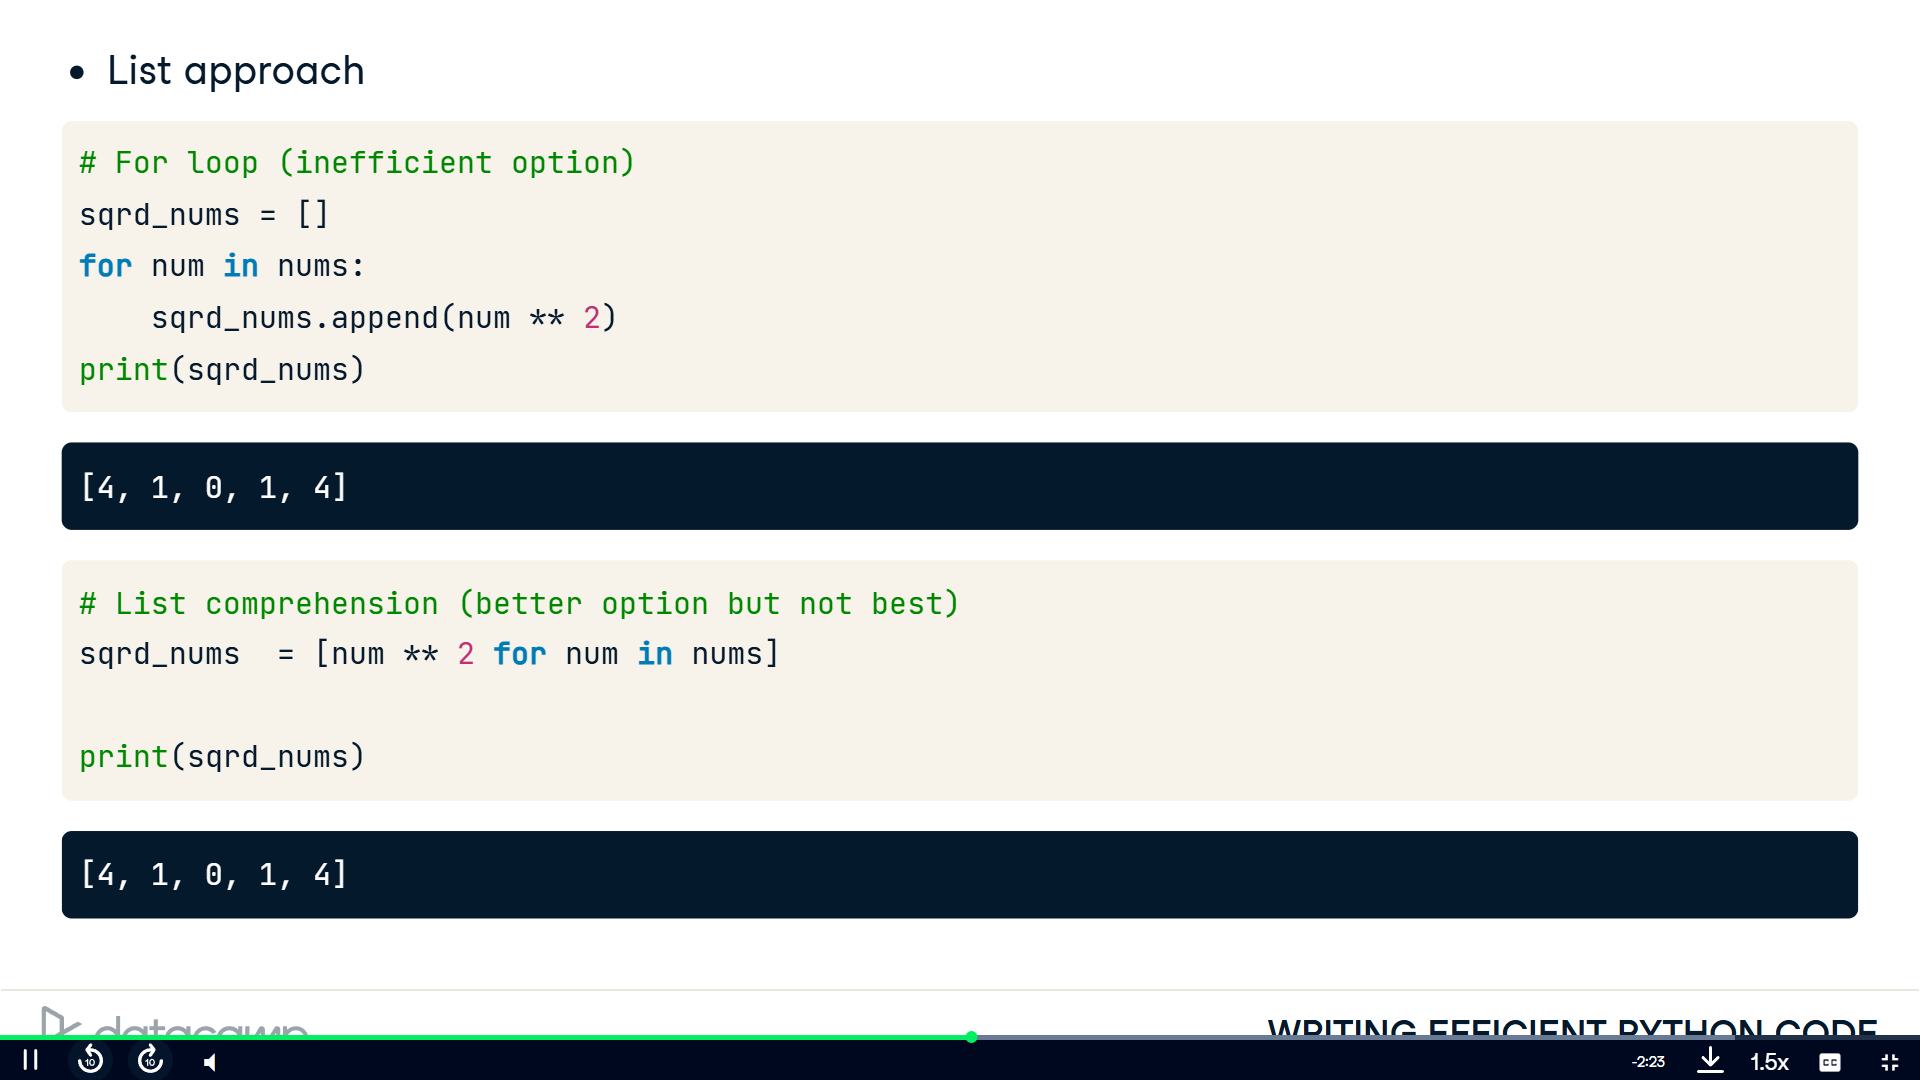 • List approach
# For loop (inefficient option)
sqrd_nums = []
for num in nums:
    sqrd_nums.append(num ** 2)
print(sqrd_nums)
[4, 1, 0, 1, 4]
# List comprehension (better option but not best)
sqrd_nums  = [num ** 2 for num in nums]
print(sqrd_nums)
[4, 1, 0, 1, 4]
datacamp
WRITING EFFICIENT PYTHON CODE
10
10
-2:23
1.5x
CC